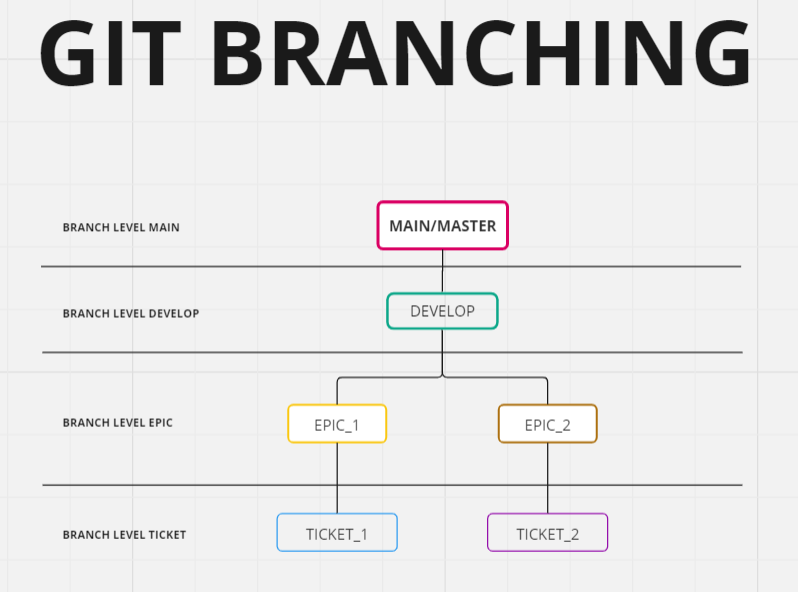 GIT BRANCHING
BRANCH LEVEL MAIN
MAIN/MASTER
BRANCH LEVEL DEVELOP
DEVELOP
BRANCH LEVEL EPIC
EPIC_1
EPIC_2
BRANCH LEVEL TICKET
TICKET_1
TICKET_2